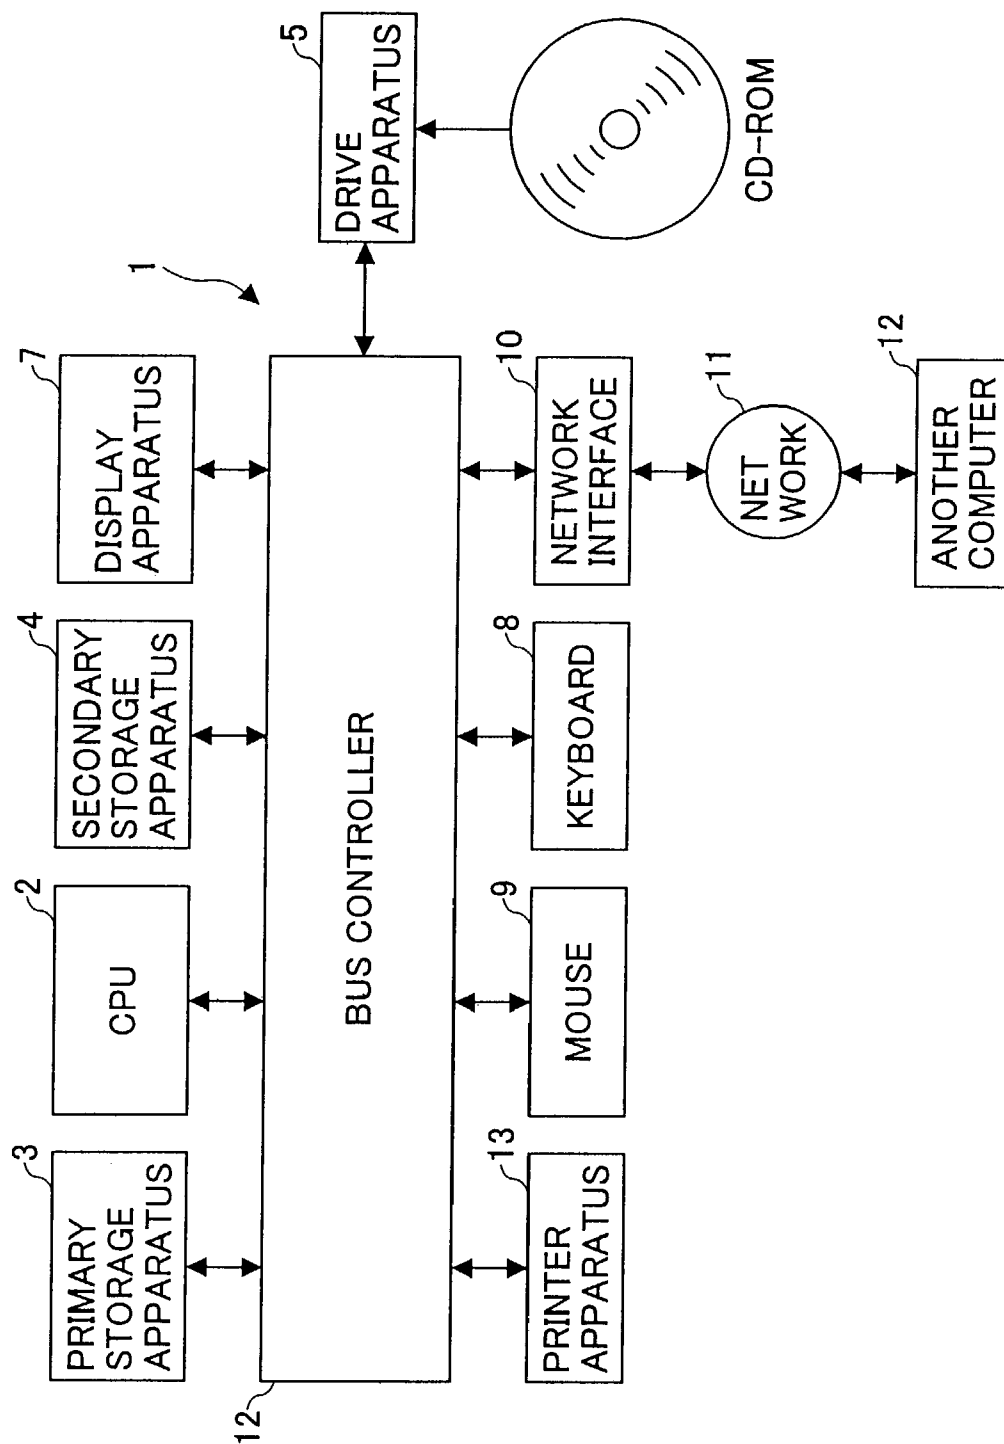 1
3
PRIMARY
STORAGE
APPARATUS
2
CPU
4
SECONDARY
STORAGE
APPARATUS
7
DISPLAY
APPARATUS
5
DRIVE
APPARATUS
12
BUS CONTROLLER
13
PRINTER
APPARATUS
9
MOUSE
8
KEYBOARD
10
NETWORK
INTERFACE
CD-ROM
11
NET
WORK
12
ANOTHER
COMPUTER